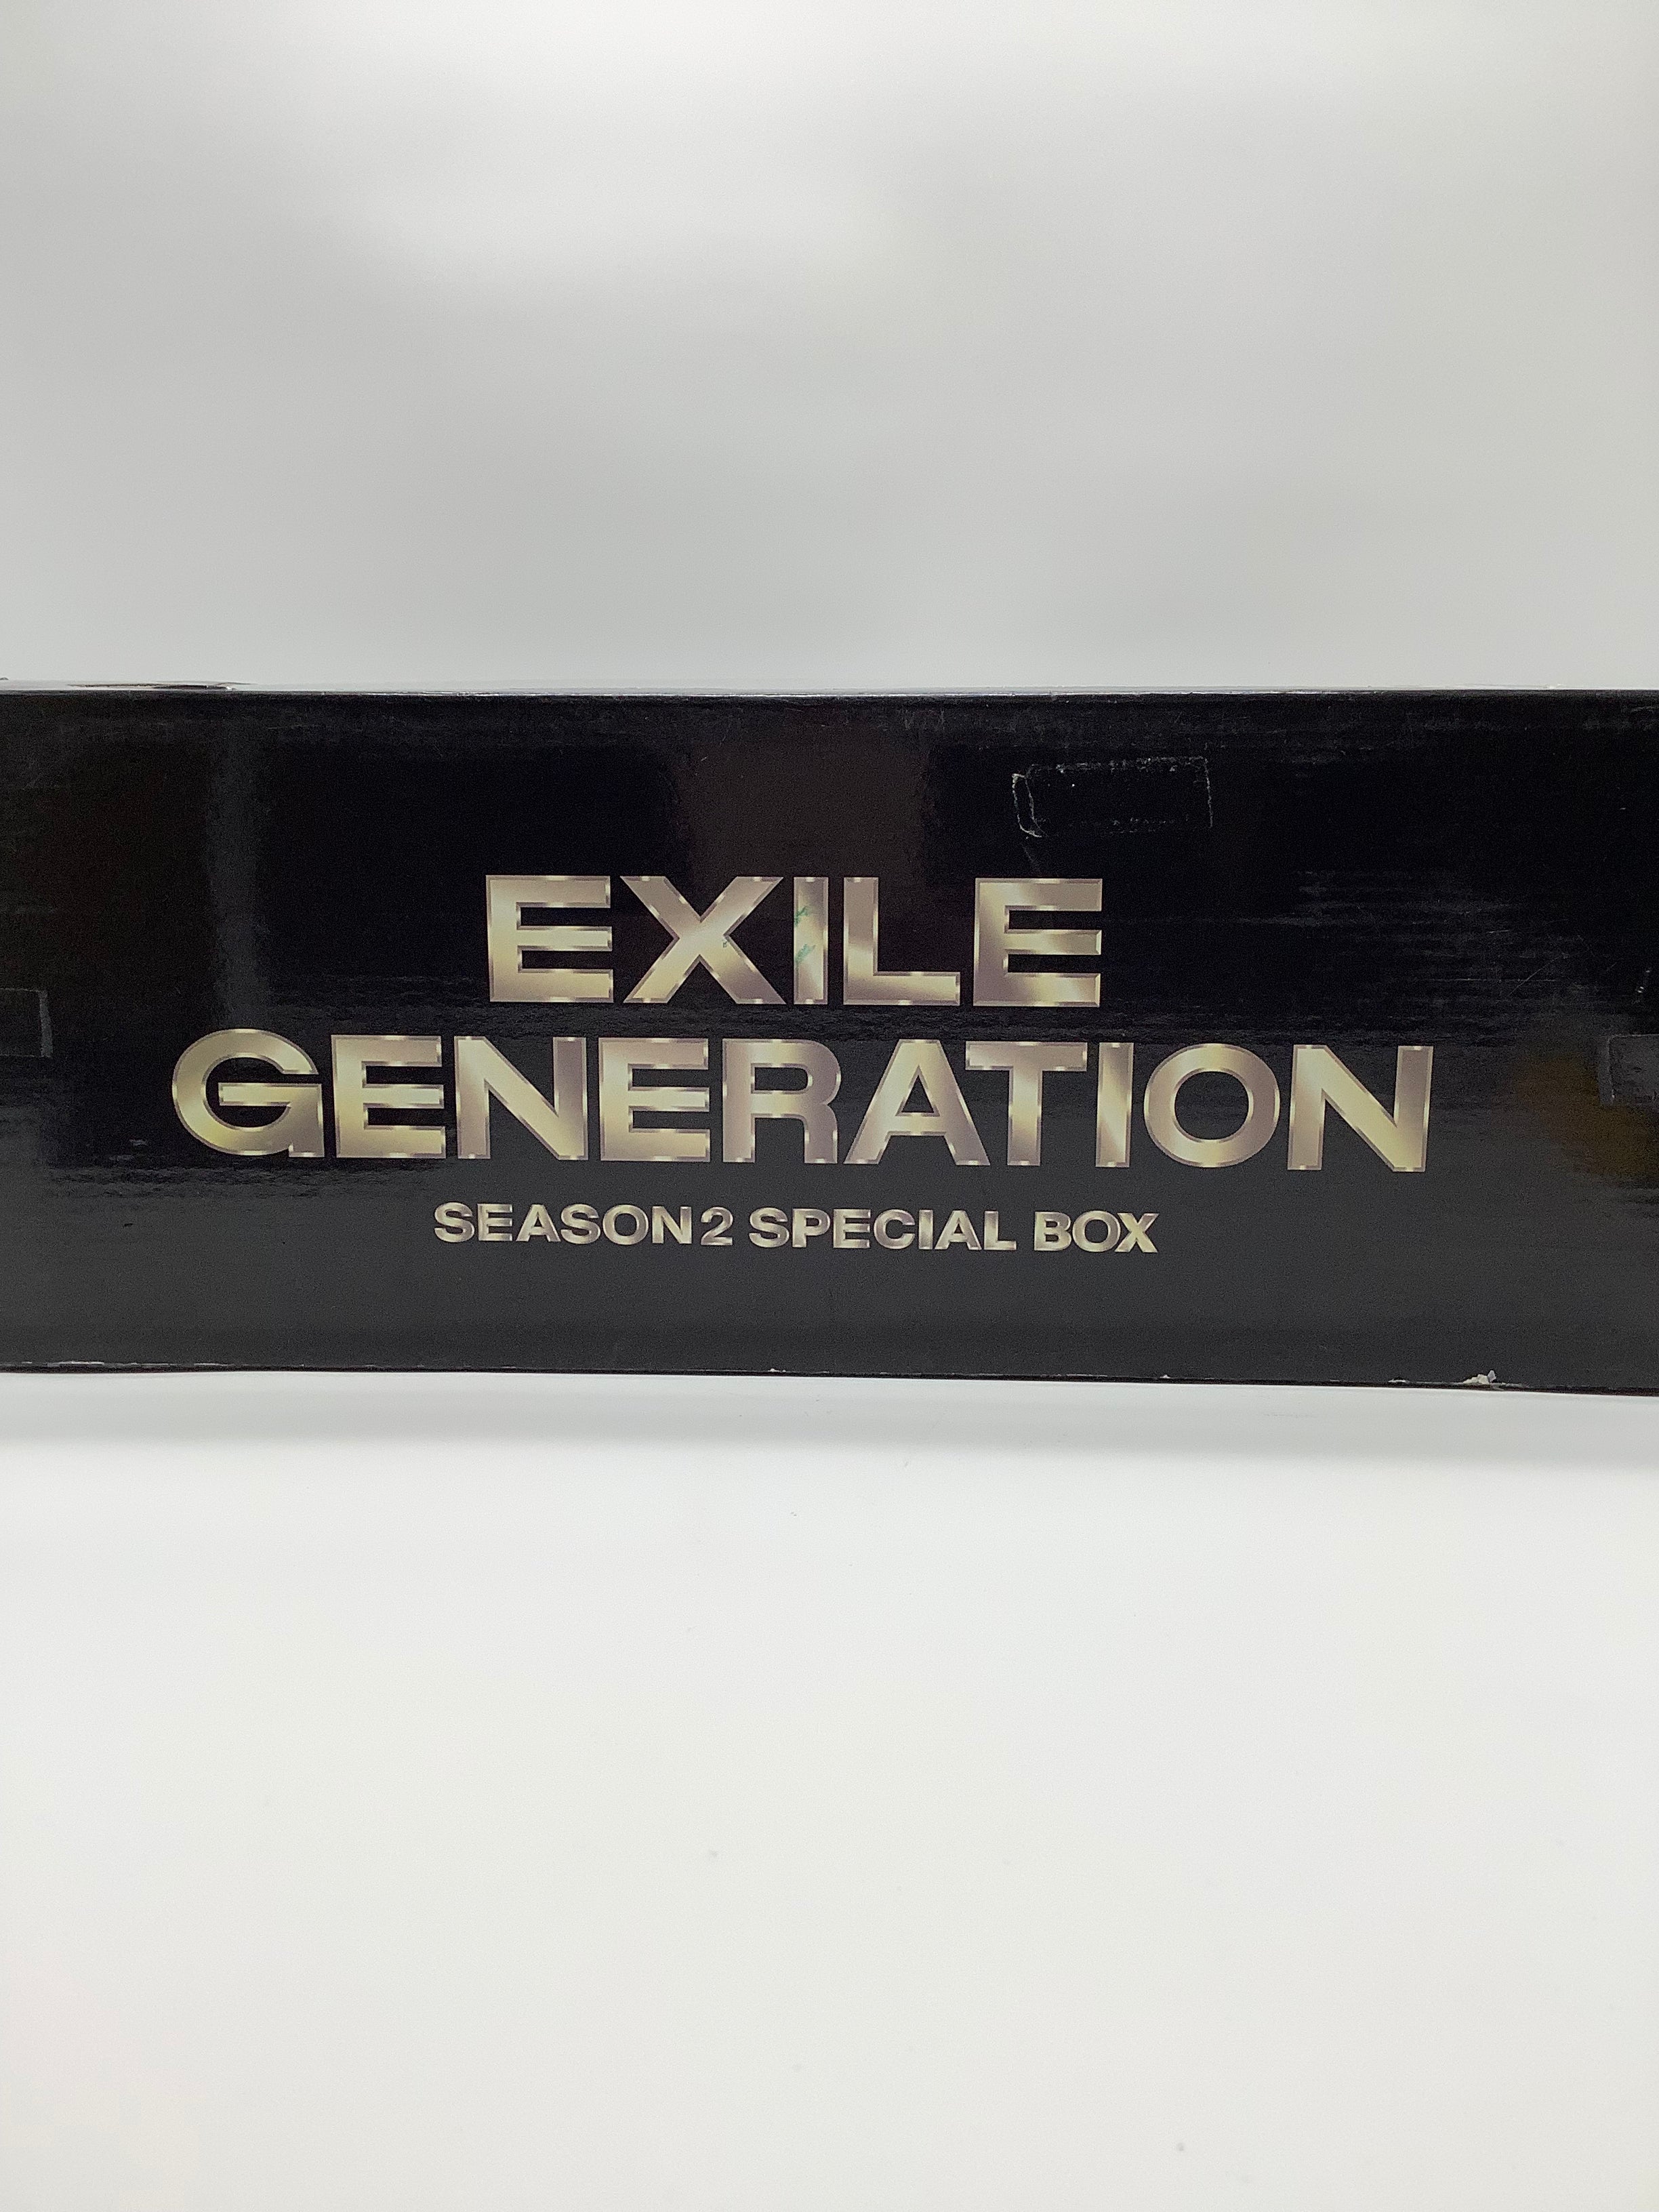 EXILE
GENERATION
SEASON2 SPECIAL BOX